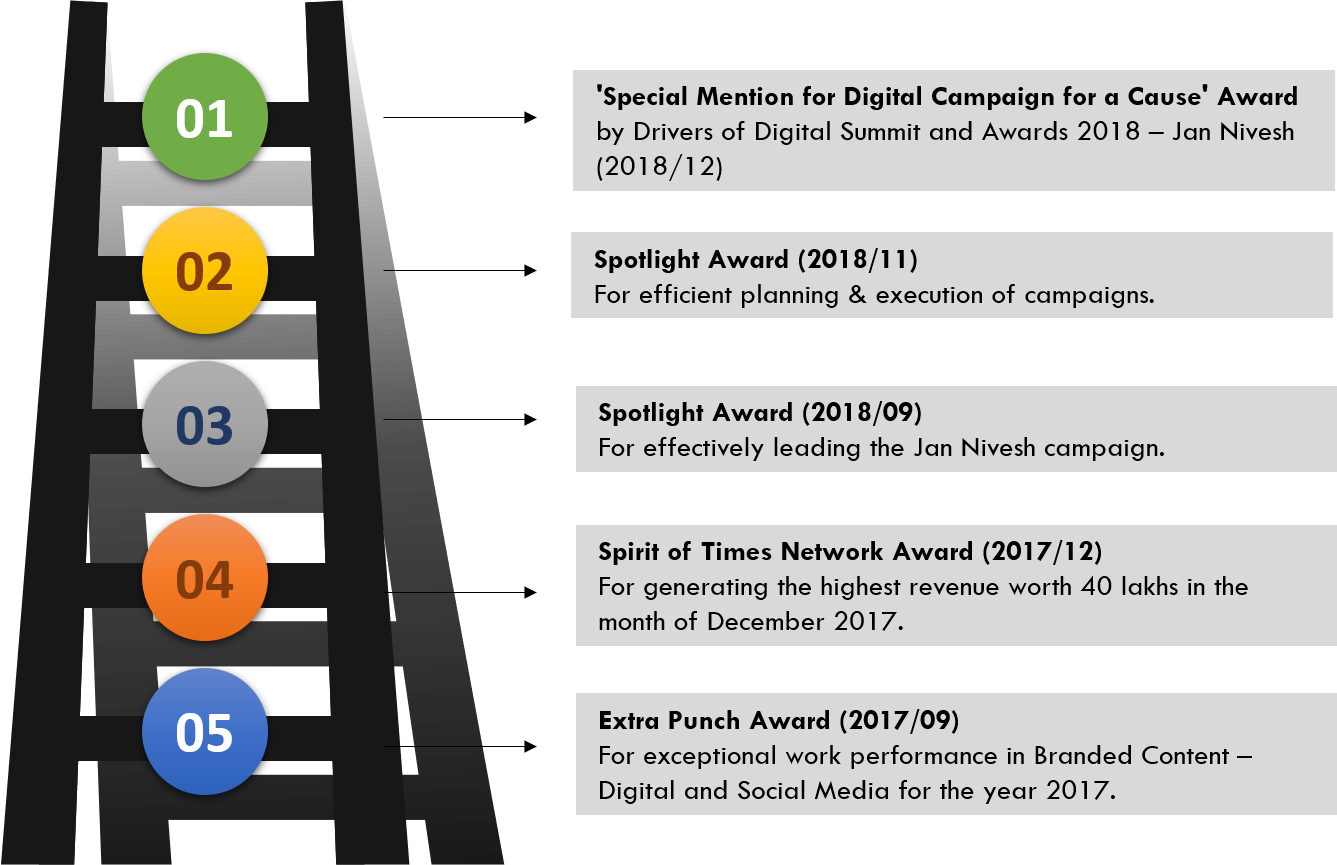 01
'Special Mention for Digital Campaign for a Cause' Award
by Drivers of Digital Summit and Awards 2018 – Jan Nivesh
(2018/12)
02
Spotlight Award (2018/11)
For efficient planning & execution of campaigns.
03
Spotlight Award (2018/09)
For effectively leading the Jan Nivesh campaign.
04
Spirit of Times Network Award (2017/12)
For generating the highest revenue worth 40 lakhs in the
month of December 2017.
05
Extra Punch Award (2017/09)
For exceptional work performance in Branded Content –
Digital and Social Media for the year 2017.